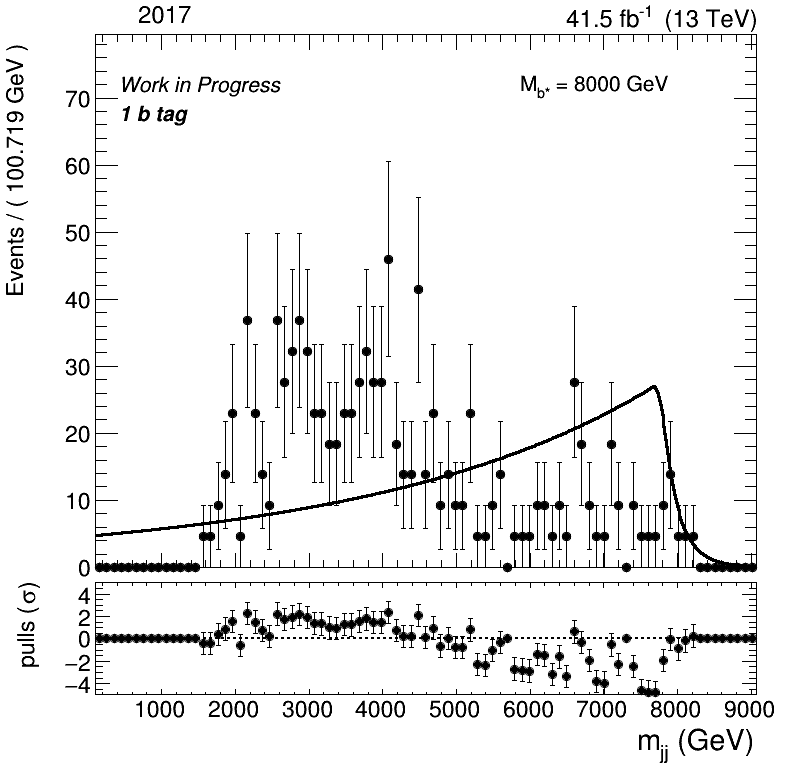 2017
41.5 fb-1 (13 TeV)
Events / ( 100.719 GeV )
Work in Progress
1 b tag
Mb* = 8000 GeV
70
60
50
40
30
20
10
0
pulls (σ)
4
2
0
−2
−4
1000 2000 3000 4000 5000 6000 7000 8000 9000
mjj (GeV)